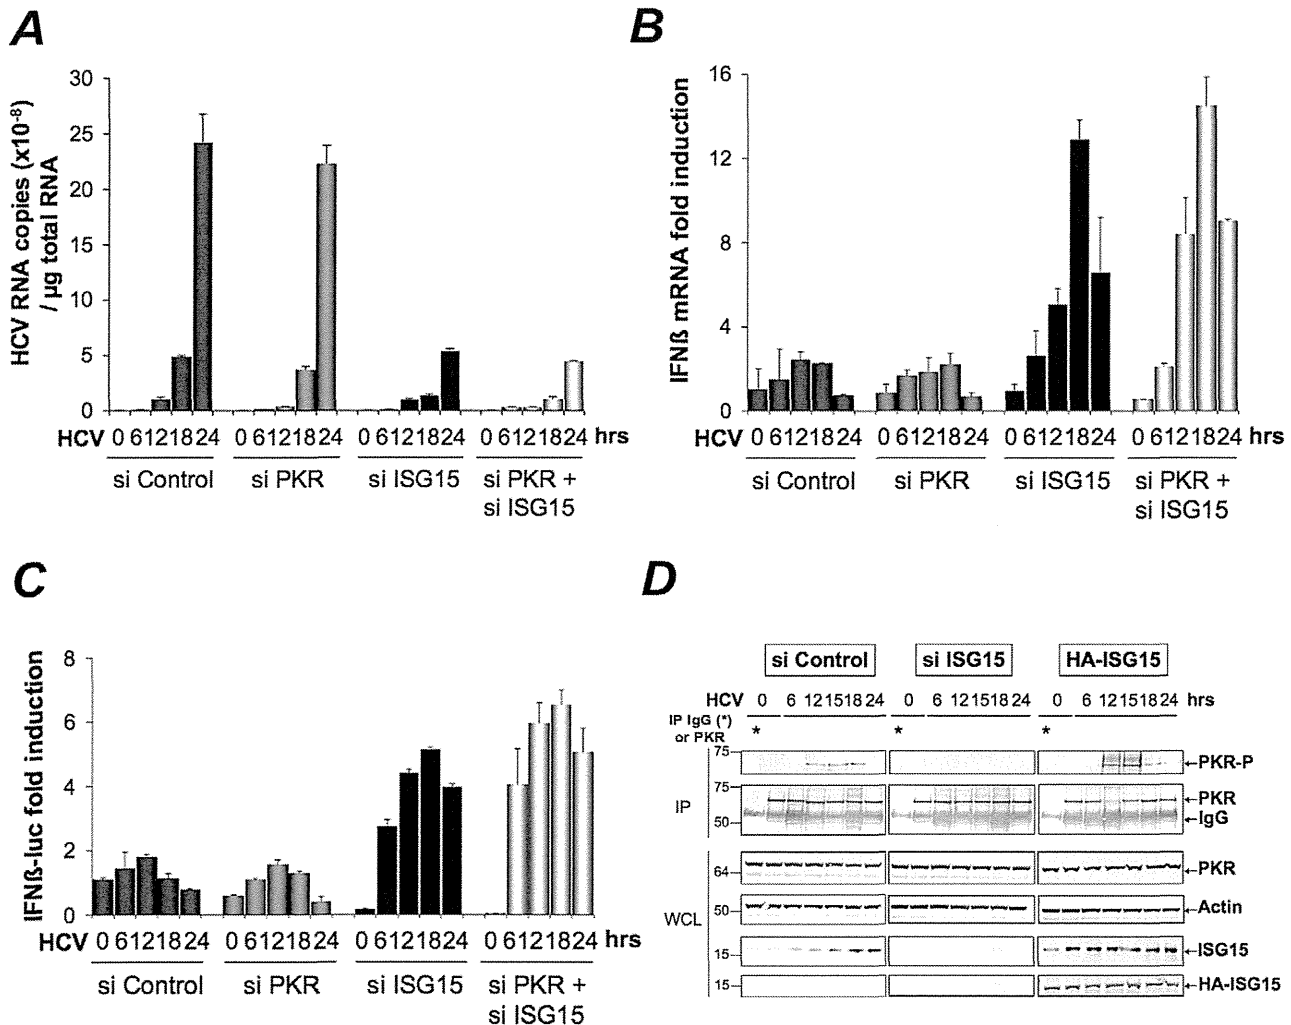 A
HCV RNA copies (x10-8)
/ µg total RNA
30
25
20
15
10
5
0
HCV 0 6 12 18 24 0 6 12 18 24 0 6 12 18 24 0 6 12 18 24 hrs
si Control si PKR si ISG15 si PKR +
si ISG15
B
IFNß mRNA fold induction
16
12
8
4
0
HCV 0 6 12 18 24 0 6 12 18 24 0 6 12 18 24 0 6 12 18 24 hrs
si Control si PKR si ISG15 si PKR +
si ISG15
C
IFNß-luc fold induction
8
6
4
2
0
HCV 0 6 12 18 24 0 6 12 18 24 0 6 12 18 24 0 6 12 18 24 hrs
si Control si PKR si ISG15 si PKR +
si ISG15
D
si Control si ISG15 HA-ISG15
HCV 0 6 12 15 18 24 0 6 12 15 18 24 0 6 12 15 18 24 hrs
IP IgG (*)
or PKR * * *
75 ←PKR-P
IP
75 ←PKR
50 ←IgG
WCL
64 ←PKR
50 ←Actin
15 ←ISG15
15 ←HA-ISG15